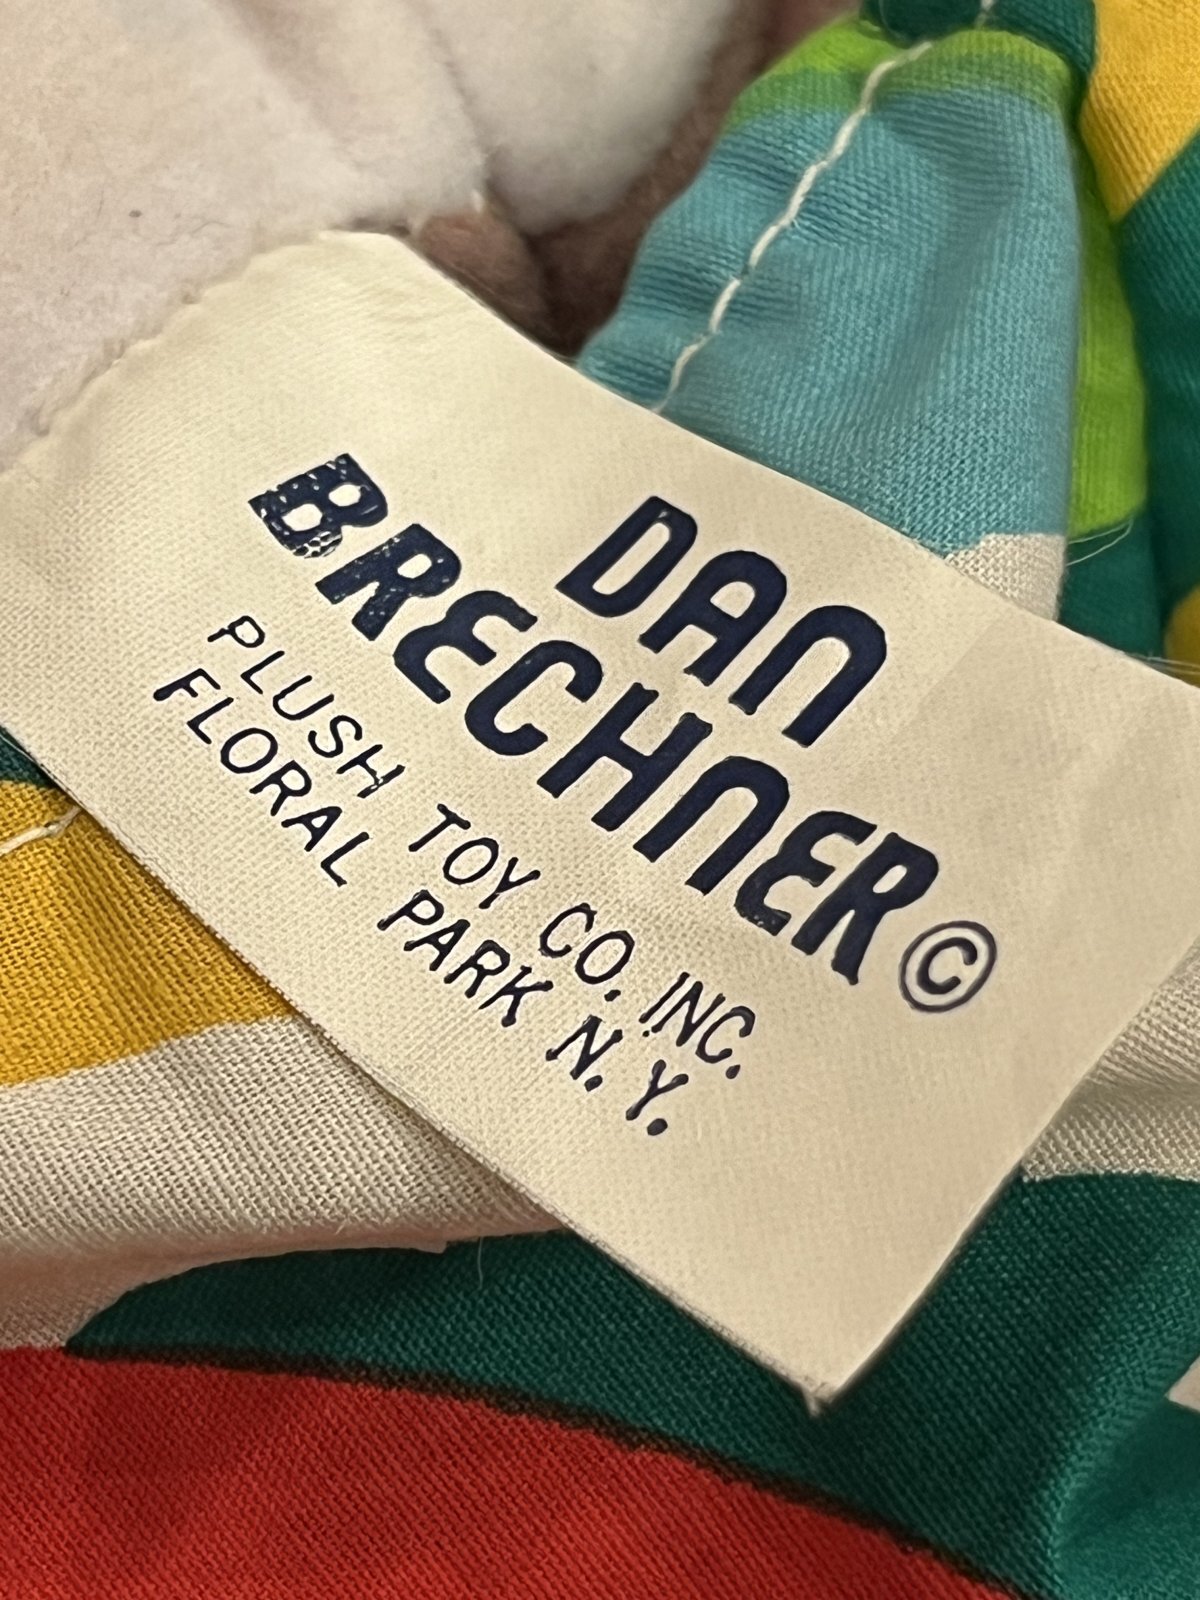 DAN
BRECHNER ©
PLUSH TOY CO. INC.
FLORAL PARK N.Y.